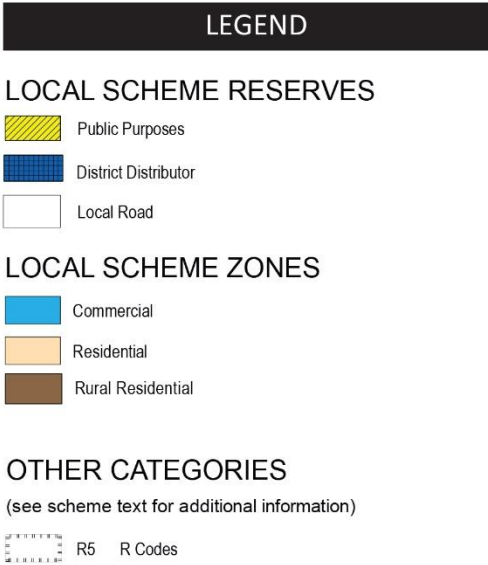 LEGEND
LOCAL SCHEME RESERVES
Public Purposes
District Distributor
Local Road
LOCAL SCHEME ZONES
Commercial
Residential
Rural Residential
OTHER CATEGORIES
(see scheme text for additional information)
R5 R Codes